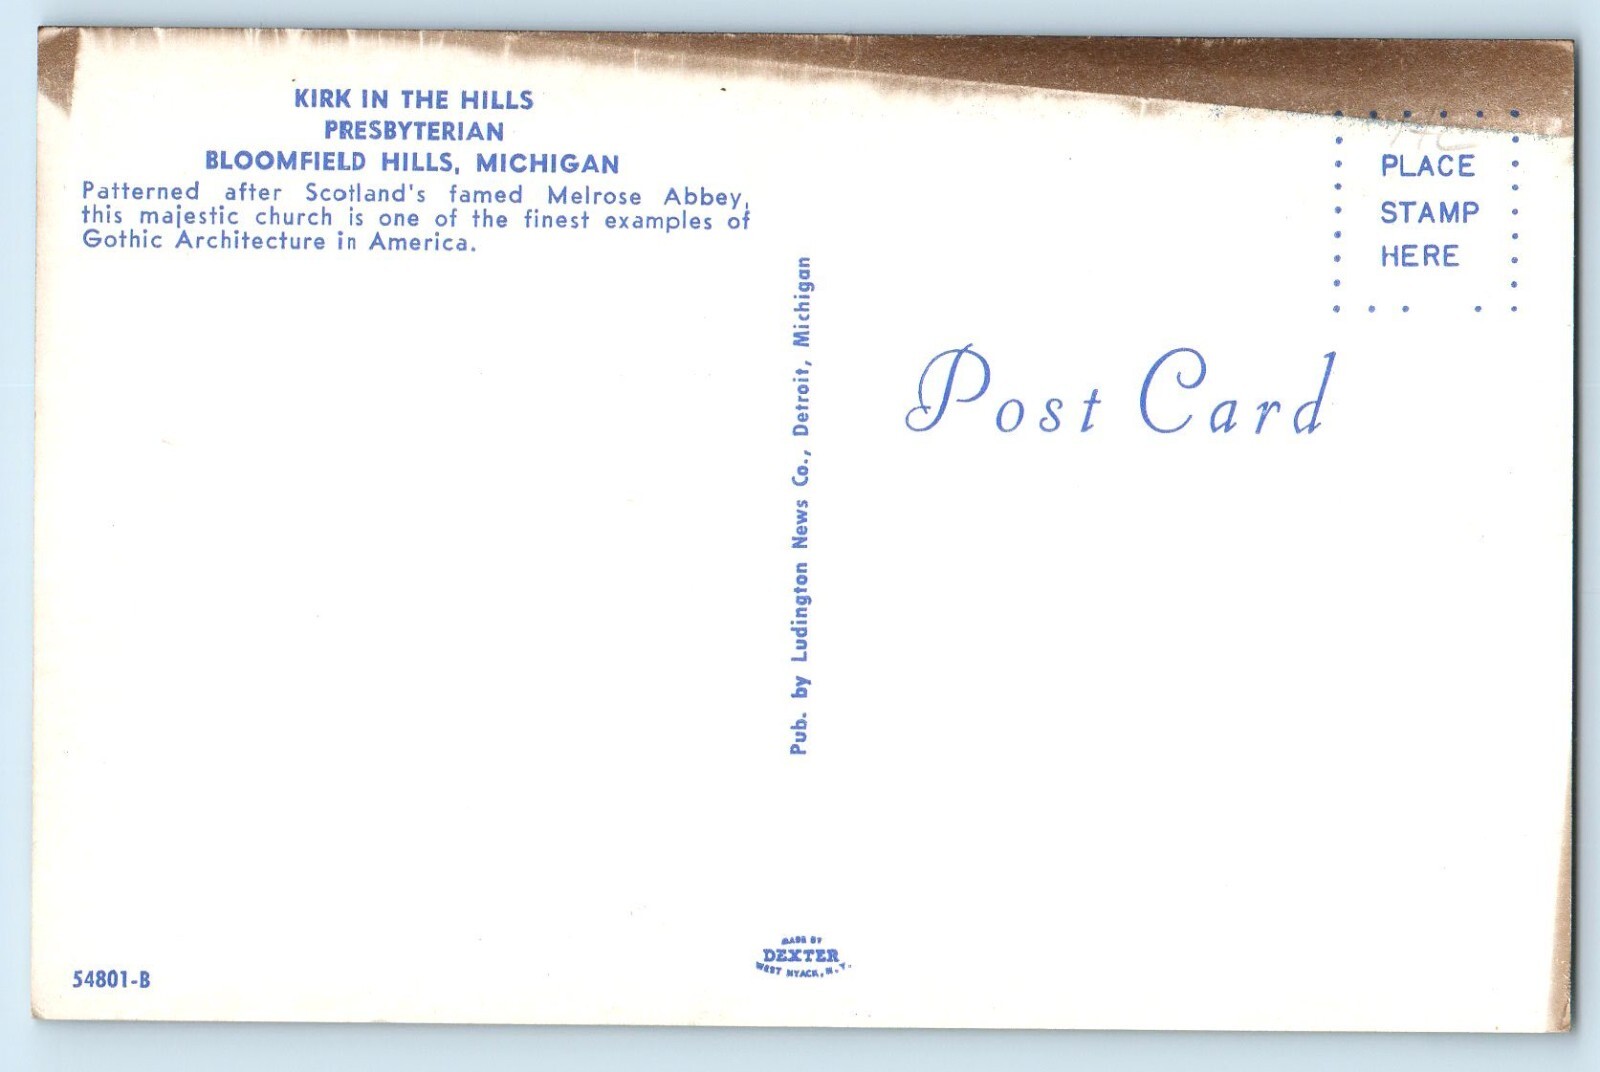 KIRK IN THE HILLS
PRESBYTERIAN
BLOOMFIELD HILLS, MICHIGAN
Patterned after Scotland's famed Melrose Abbey,
this majestic church is one of the finest examples of
Gothic Architecture in America.
54801-B
Pub. by Ludington News Co., Detroit, Michigan
MADE BY
DEXTER
WEST NYACK, N.Y.
PLACE
STAMP
HERE
Post Card